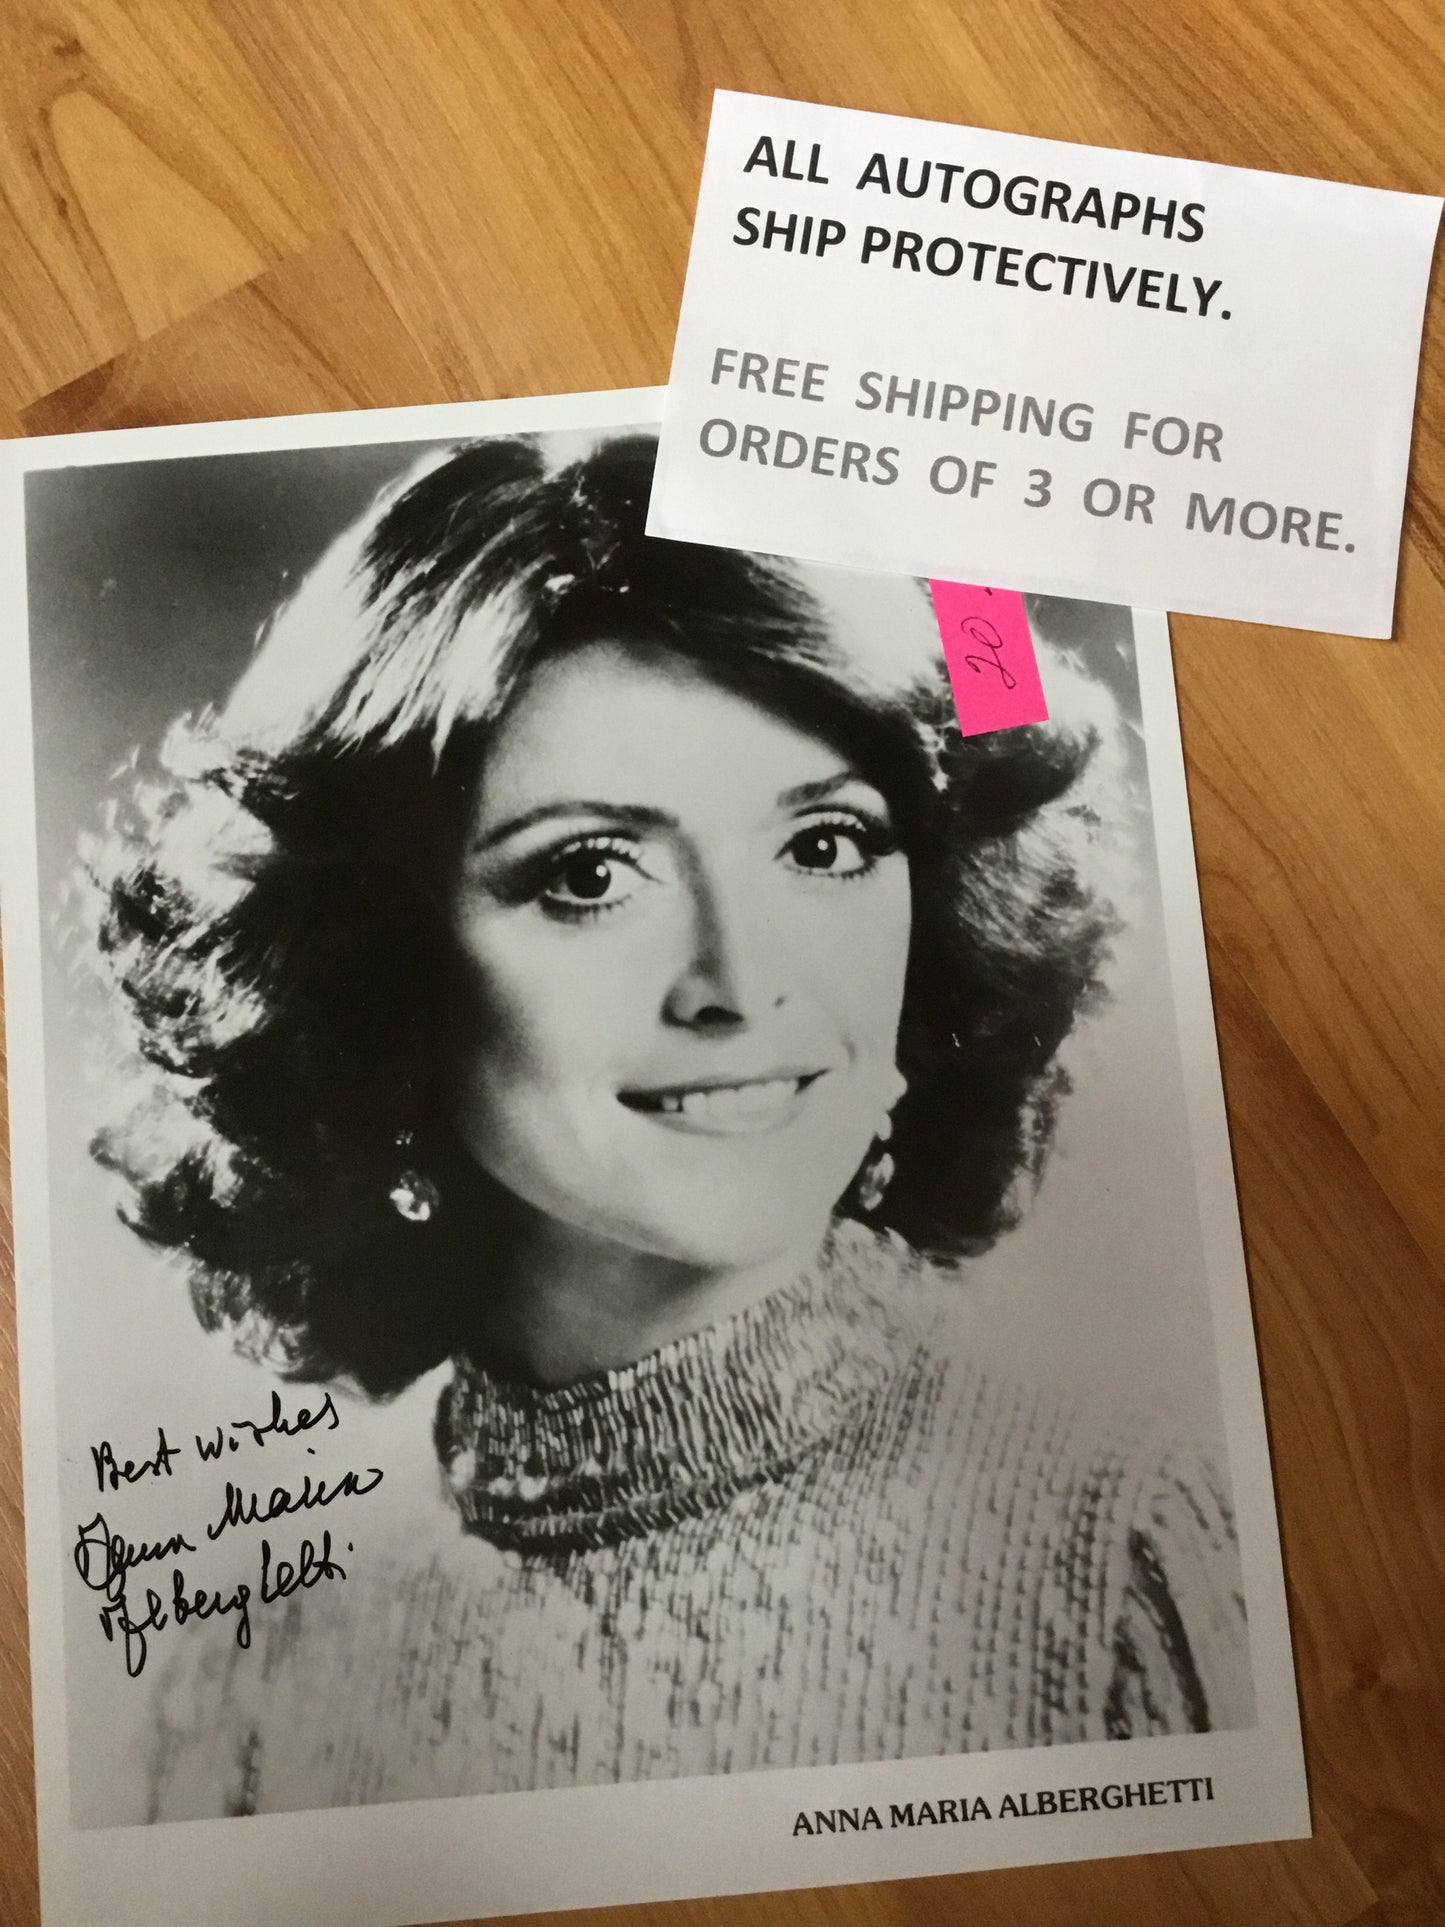 ALL AUTOGRAPHS
SHIP PROTECTIVELY.
FREE SHIPPING FOR
ORDERS OF 3 OR MORE.
20.
Best wishes
Anna Maria
Alberghetti
ANNA MARIA ALBERGHETTI